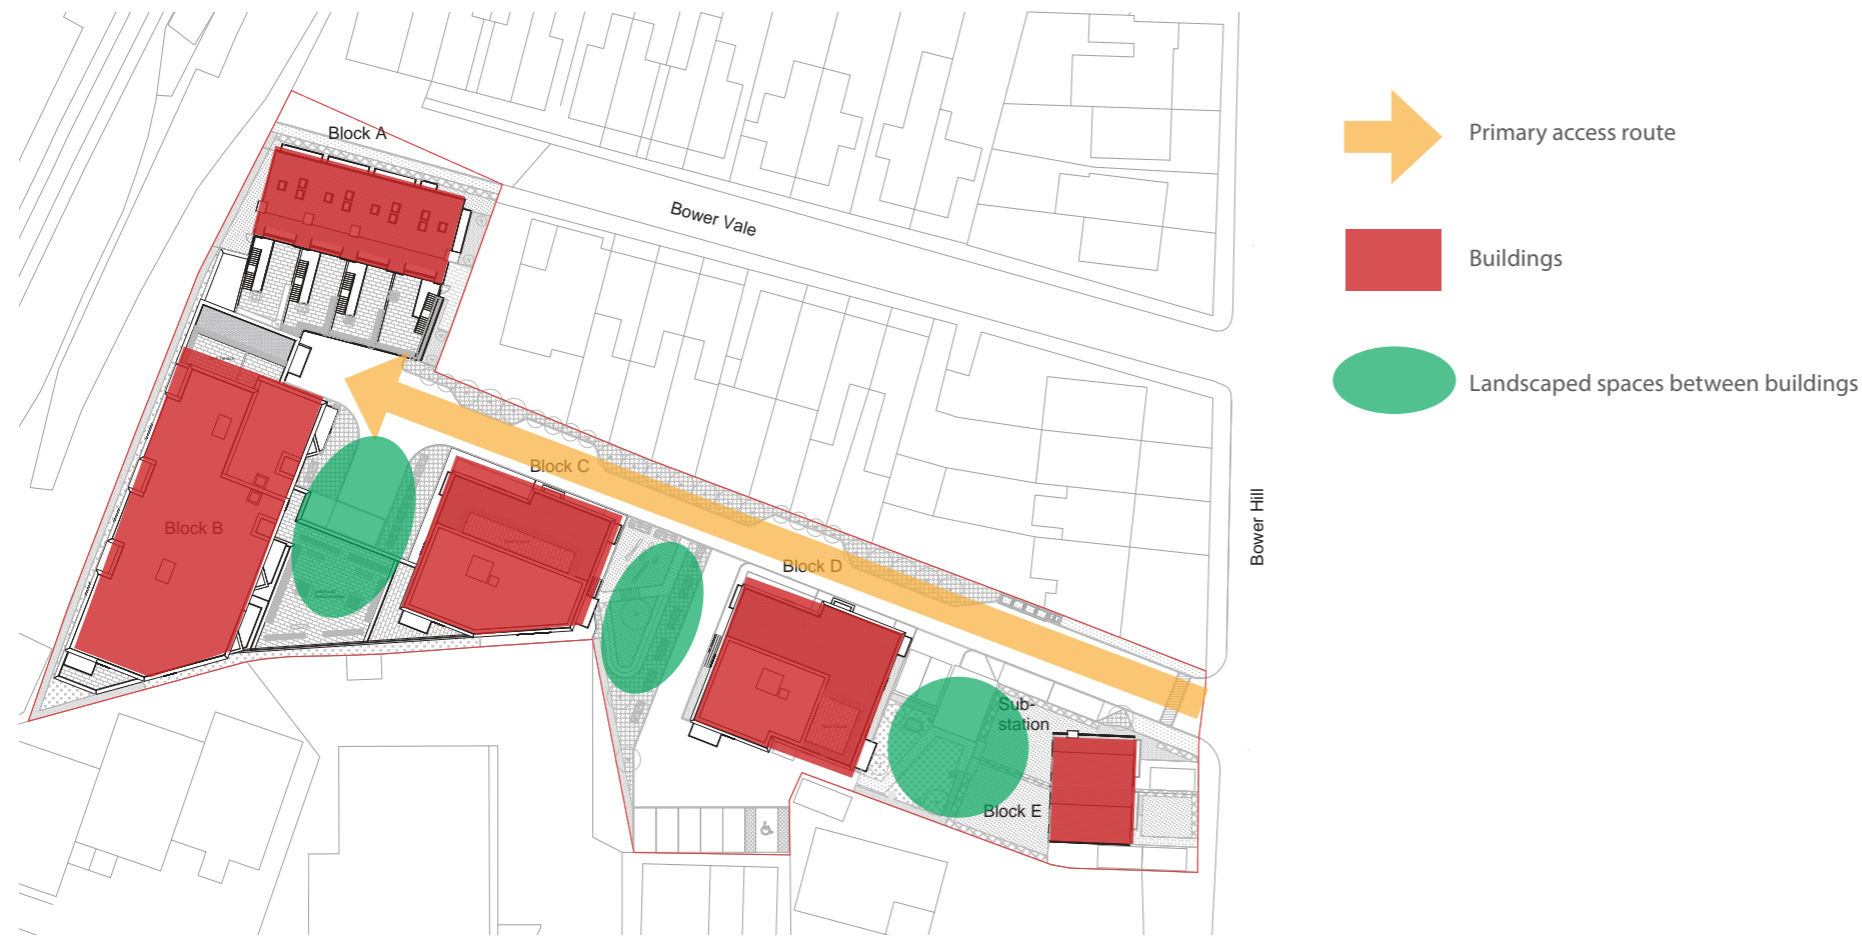 Block A
Bower Vale
Primary access route
Buildings
Landscaped spaces between buildings
Block C
Block B
Bower Hill
Block D
Sub-
station
Block E